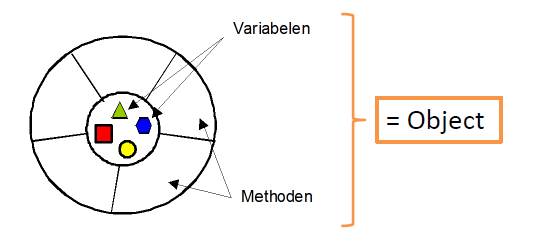 Variabelen
= Object
Methoden